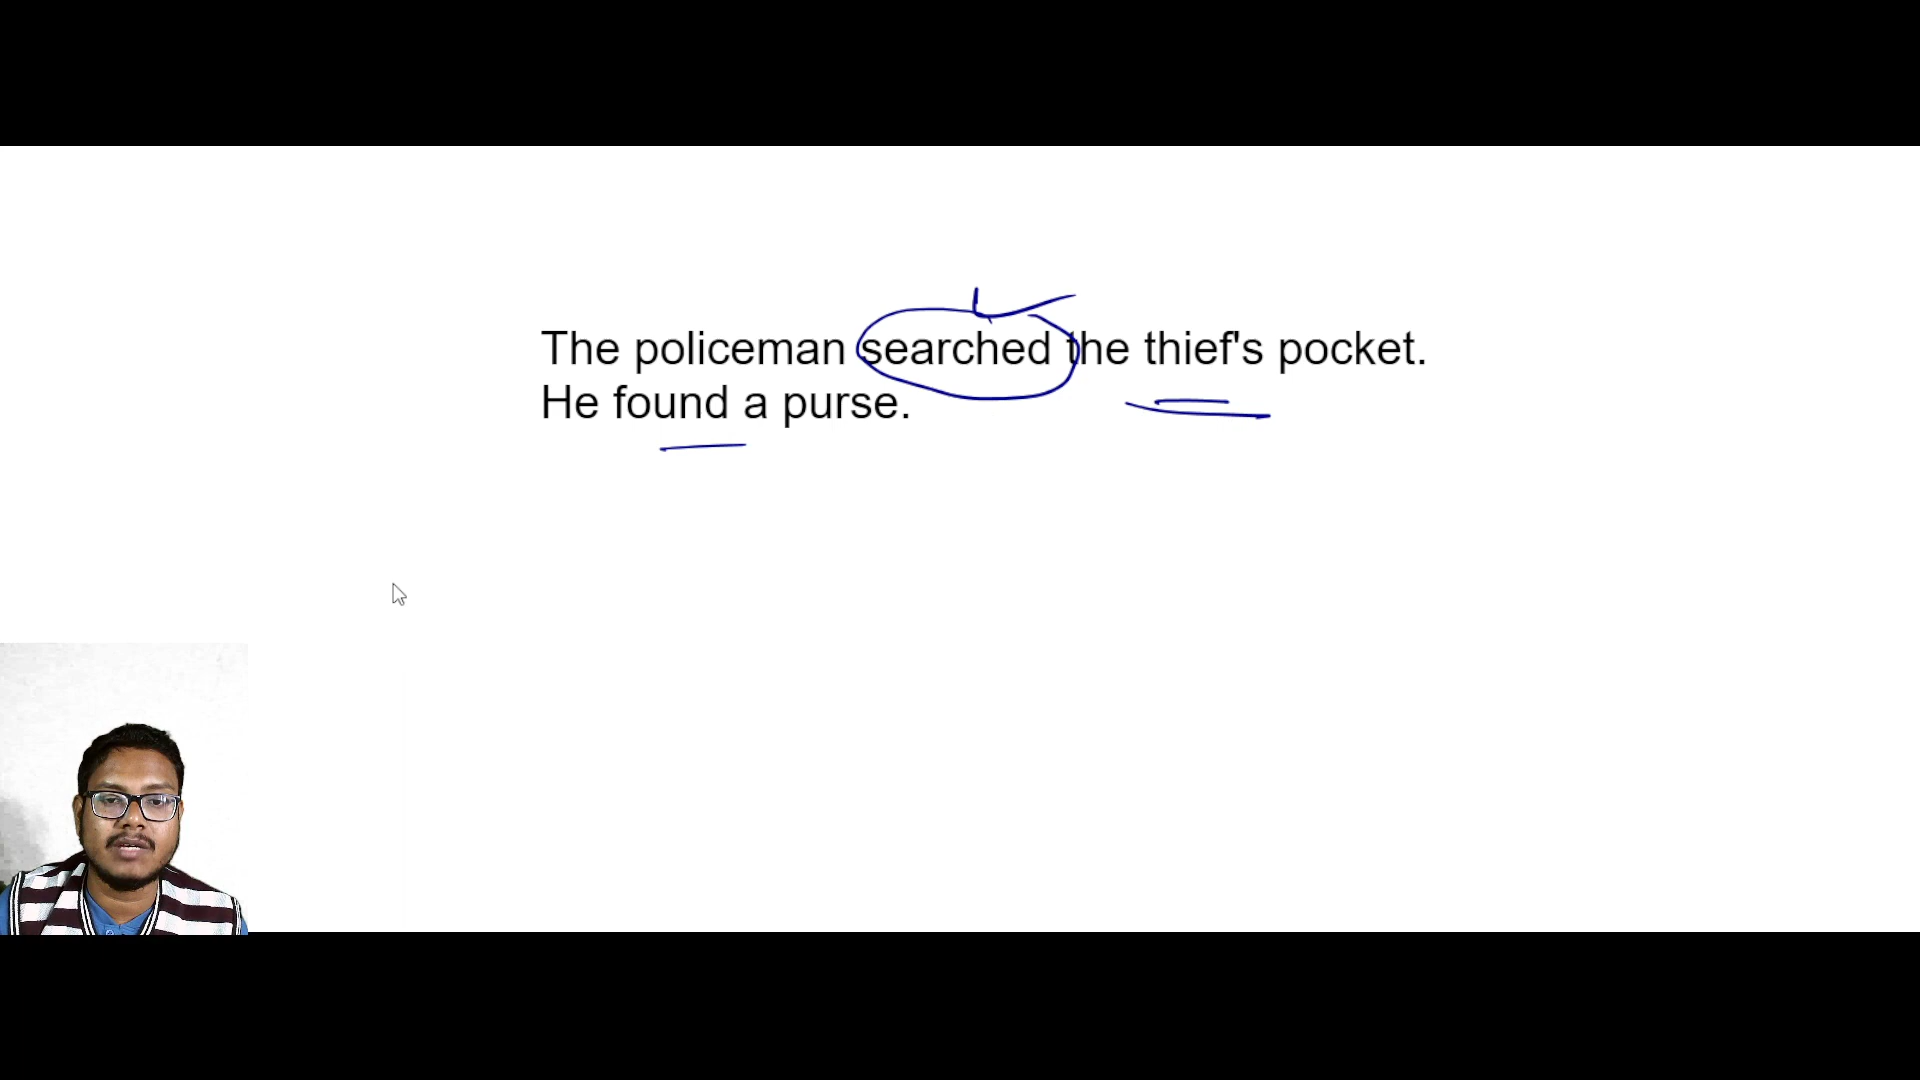 The policeman searched the thief's pocket.
He found a purse.